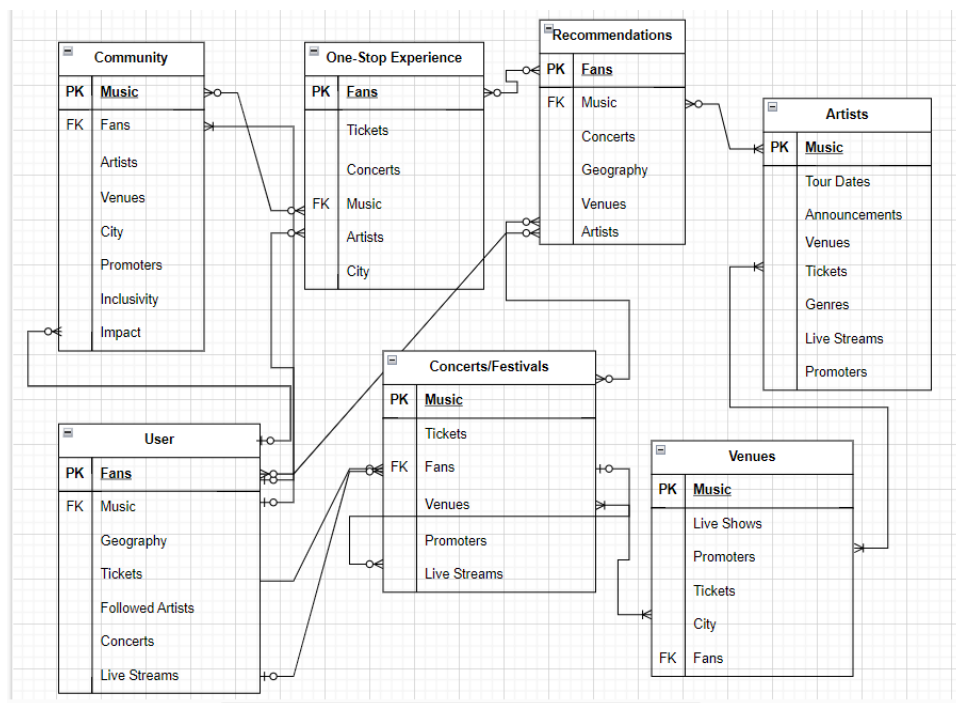 Community
PK Music
FK Fans
Artists
Venues
City
Promoters
Inclusivity
Impact
One-Stop Experience
PK Fans
Tickets
Concerts
FK Music
Artists
City
Recommendations
PK Fans
FK Music
Concerts
Geography
Venues
Artists
Artists
PK Music
Tour Dates
Announcements
Venues
Tickets
Genres
Live Streams
Promoters
User
PK Fans
FK Music
Geography
Tickets
Followed Artists
Concerts
Live Streams
Concerts/Festivals
PK Music
Tickets
FK Fans
Venues
Promoters
Live Streams
Venues
PK Music
Live Shows
Promoters
Tickets
City
FK Fans